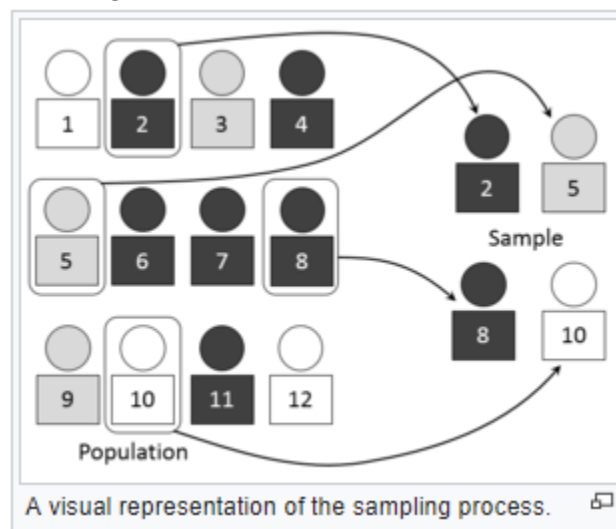 1 2 3 4
2 5
Sample
5 6 7 8
8 10
9 10 11 12
Population
A visual representation of the sampling process.